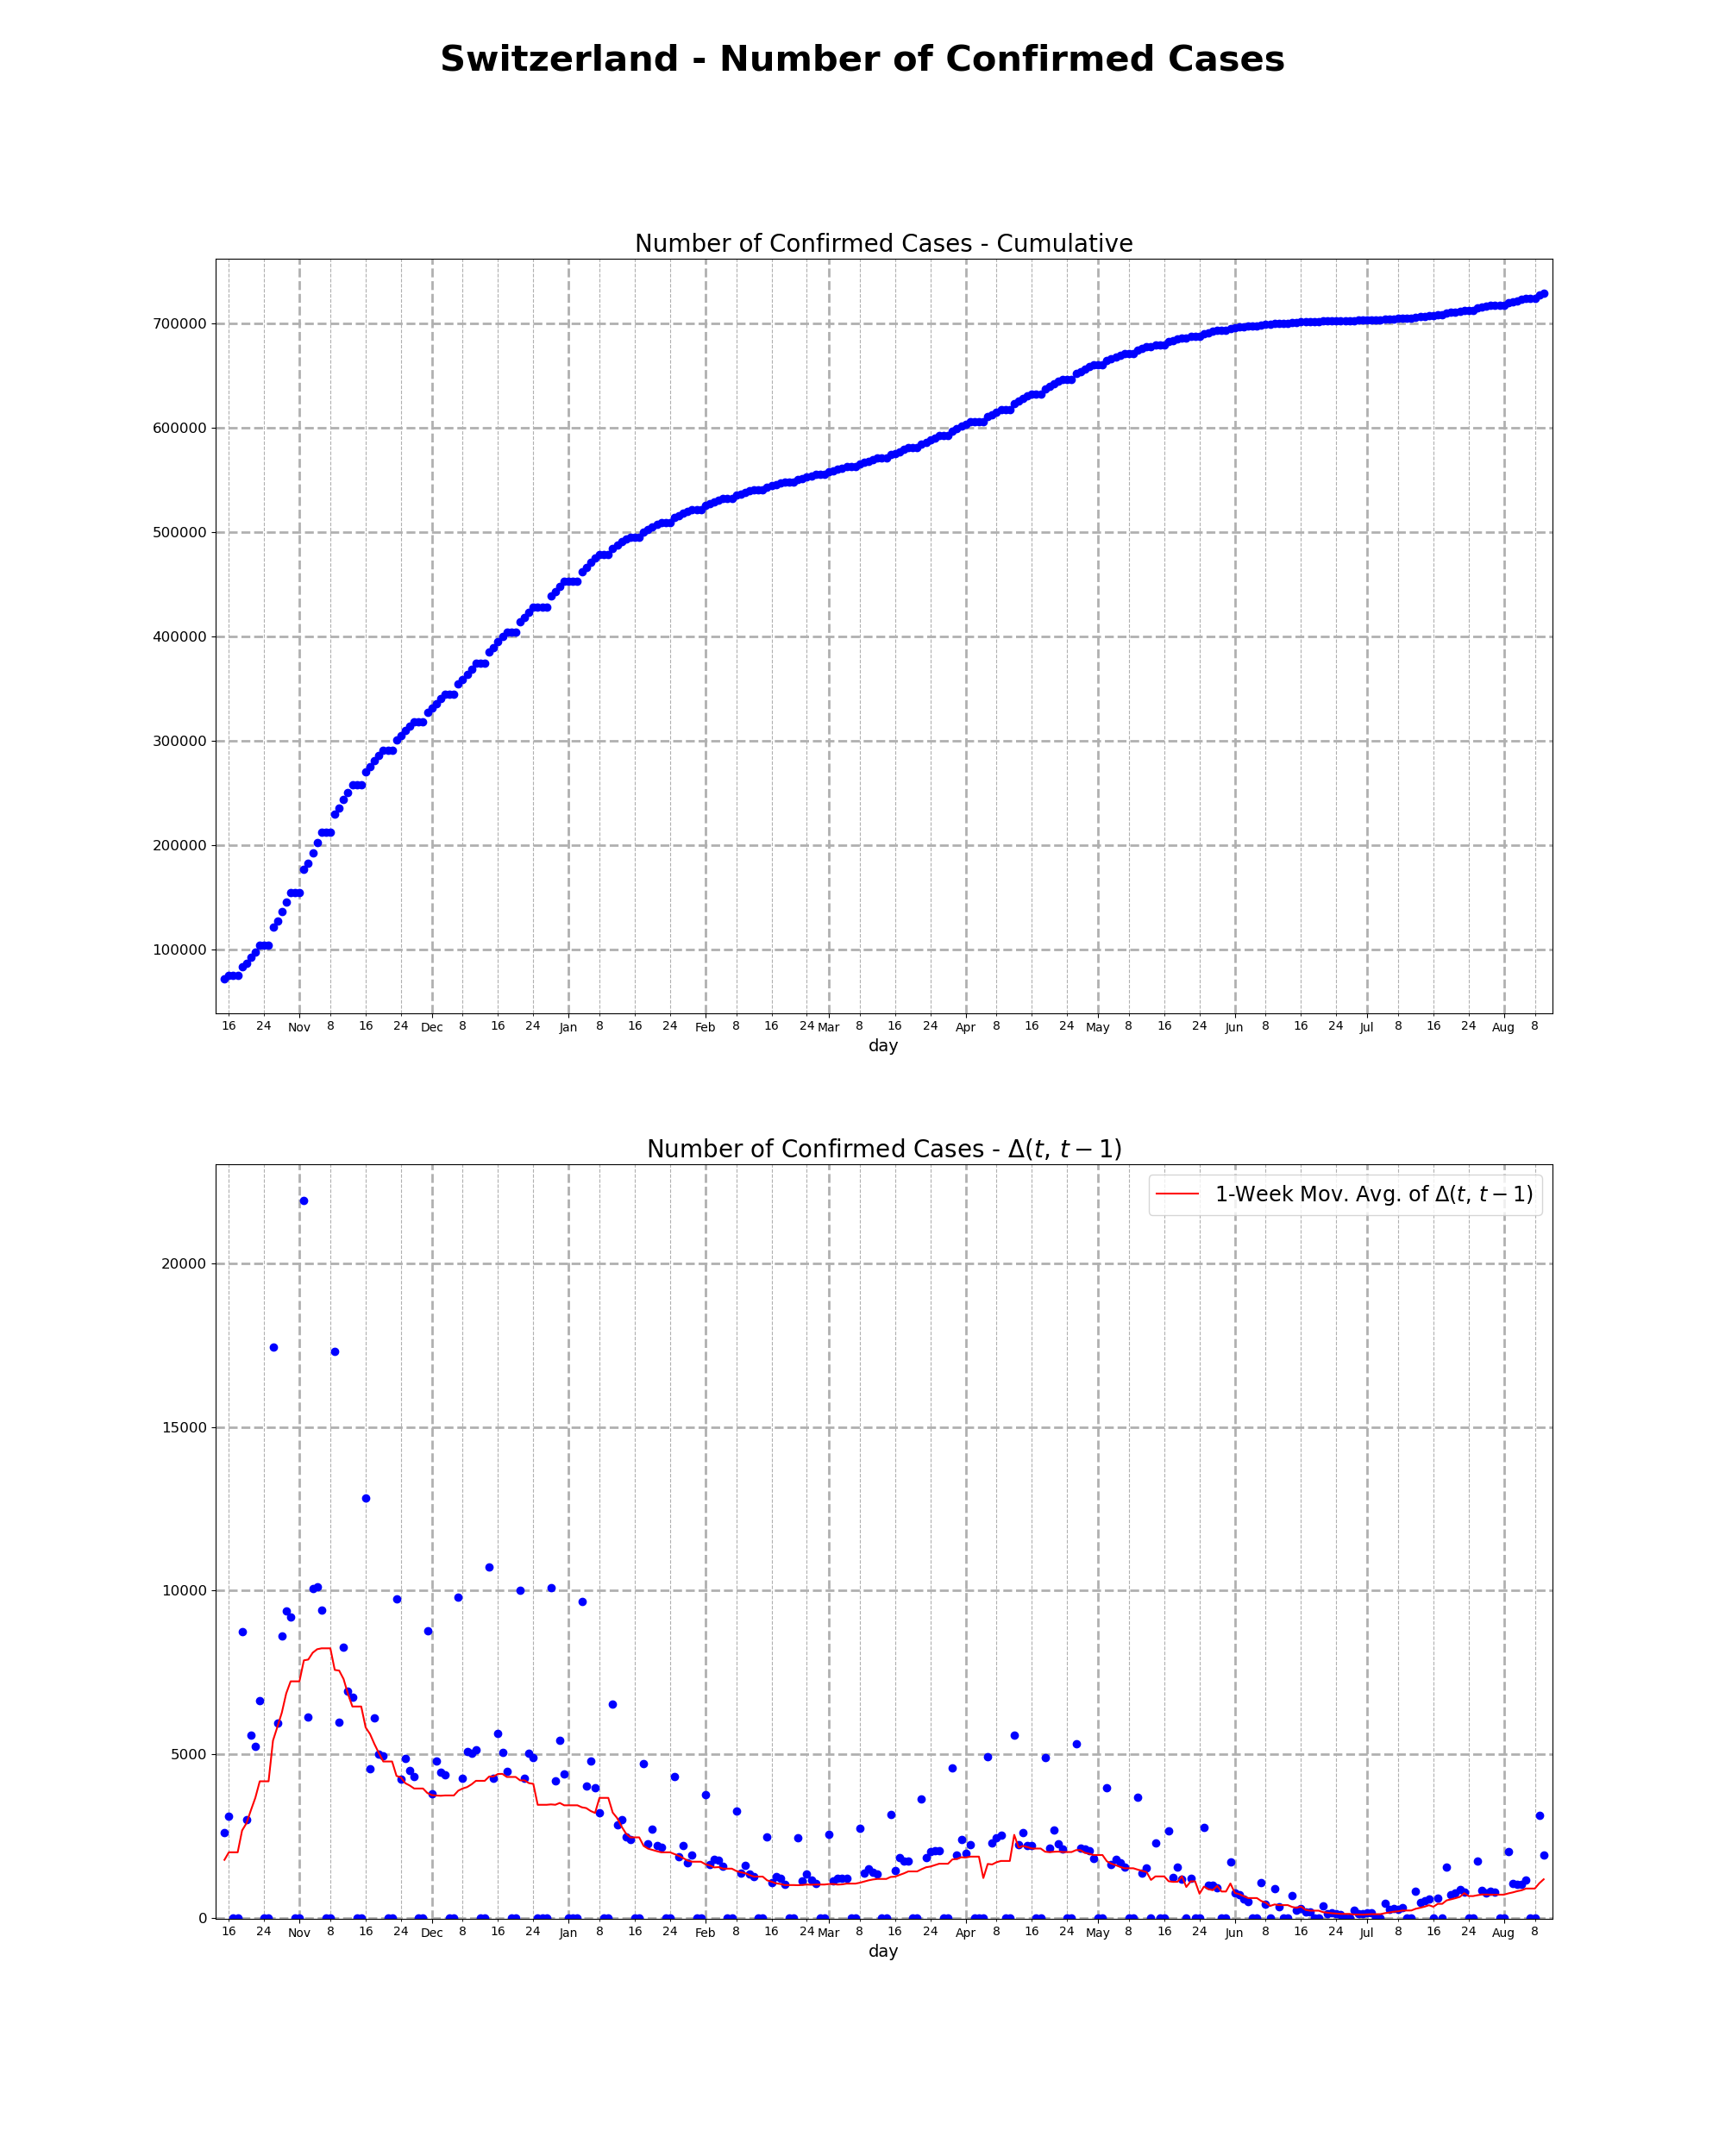 Switzerland - Number of Confirmed Cases
Number of Confirmed Cases - Cumulative
700000
600000
500000
400000
300000
200000
100000
16 24 Nov 8 16 24 Dec 8 16 24 Jan 8 16 24 Feb 8 16 24 Mar 8 16 24 Apr 8 16 24 May 8 16 24 Jun 8 16 24 Jul 8 16 24 Aug 8
day
Number of Confirmed Cases - Δ(t, t − 1)
1-Week Mov. Avg. of Δ(t, t − 1)
20000
15000
10000
5000
0
16 24 Nov 8 16 24 Dec 8 16 24 Jan 8 16 24 Feb 8 16 24 Mar 8 16 24 Apr 8 16 24 May 8 16 24 Jun 8 16 24 Jul 8 16 24 Aug 8
day